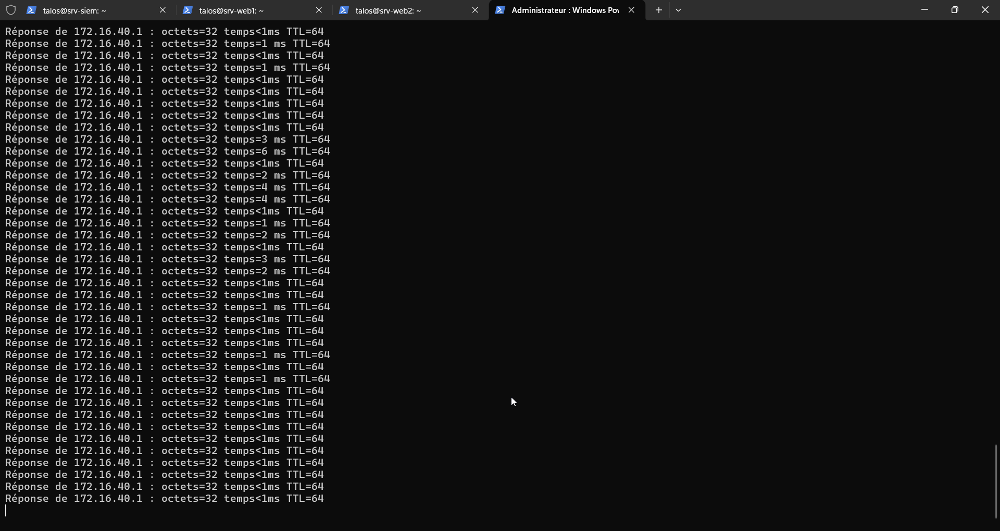 talos@srv-siem: ~
talos@srv-web1: ~
talos@srv-web2: ~
Administrateur : Windows Pov
Réponse de 172.16.40.1 : octets=32 temps<1ms TTL=64
Réponse de 172.16.40.1 : octets=32 temps=1 ms TTL=64
Réponse de 172.16.40.1 : octets=32 temps<1ms TTL=64
Réponse de 172.16.40.1 : octets=32 temps=1 ms TTL=64
Réponse de 172.16.40.1 : octets=32 temps<1ms TTL=64
Réponse de 172.16.40.1 : octets=32 temps<1ms TTL=64
Réponse de 172.16.40.1 : octets=32 temps<1ms TTL=64
Réponse de 172.16.40.1 : octets=32 temps<1ms TTL=64
Réponse de 172.16.40.1 : octets=32 temps<1ms TTL=64
Réponse de 172.16.40.1 : octets=32 temps=3 ms TTL=64
Réponse de 172.16.40.1 : octets=32 temps=6 ms TTL=64
Réponse de 172.16.40.1 : octets=32 temps<1ms TTL=64
Réponse de 172.16.40.1 : octets=32 temps=2 ms TTL=64
Réponse de 172.16.40.1 : octets=32 temps=4 ms TTL=64
Réponse de 172.16.40.1 : octets=32 temps=4 ms TTL=64
Réponse de 172.16.40.1 : octets=32 temps<1ms TTL=64
Réponse de 172.16.40.1 : octets=32 temps=1 ms TTL=64
Réponse de 172.16.40.1 : octets=32 temps=2 ms TTL=64
Réponse de 172.16.40.1 : octets=32 temps<1ms TTL=64
Réponse de 172.16.40.1 : octets=32 temps=3 ms TTL=64
Réponse de 172.16.40.1 : octets=32 temps=2 ms TTL=64
Réponse de 172.16.40.1 : octets=32 temps<1ms TTL=64
Réponse de 172.16.40.1 : octets=32 temps<1ms TTL=64
Réponse de 172.16.40.1 : octets=32 temps=1 ms TTL=64
Réponse de 172.16.40.1 : octets=32 temps<1ms TTL=64
Réponse de 172.16.40.1 : octets=32 temps<1ms TTL=64
Réponse de 172.16.40.1 : octets=32 temps<1ms TTL=64
Réponse de 172.16.40.1 : octets=32 temps=1 ms TTL=64
Réponse de 172.16.40.1 : octets=32 temps<1ms TTL=64
Réponse de 172.16.40.1 : octets=32 temps=1 ms TTL=64
Réponse de 172.16.40.1 : octets=32 temps<1ms TTL=64
Réponse de 172.16.40.1 : octets=32 temps<1ms TTL=64
Réponse de 172.16.40.1 : octets=32 temps<1ms TTL=64
Réponse de 172.16.40.1 : octets=32 temps<1ms TTL=64
Réponse de 172.16.40.1 : octets=32 temps<1ms TTL=64
Réponse de 172.16.40.1 : octets=32 temps<1ms TTL=64
Réponse de 172.16.40.1 : octets=32 temps<1ms TTL=64
Réponse de 172.16.40.1 : octets=32 temps<1ms TTL=64
Réponse de 172.16.40.1 : octets=32 temps<1ms TTL=64
Réponse de 172.16.40.1 : octets=32 temps<1ms TTL=64